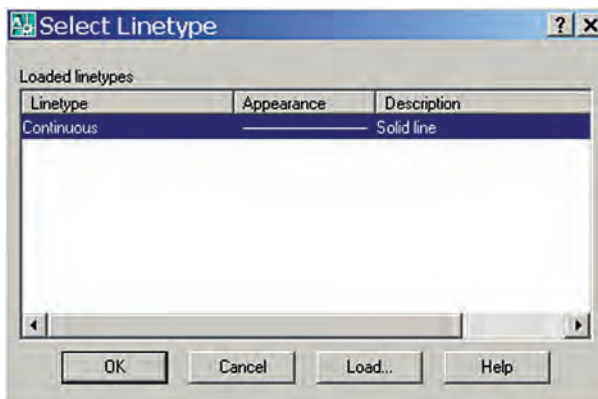 Select Linetype
Loaded linetypes
Linetype Appearance Description
Continuous Solid line
OK Cancel Load... Help